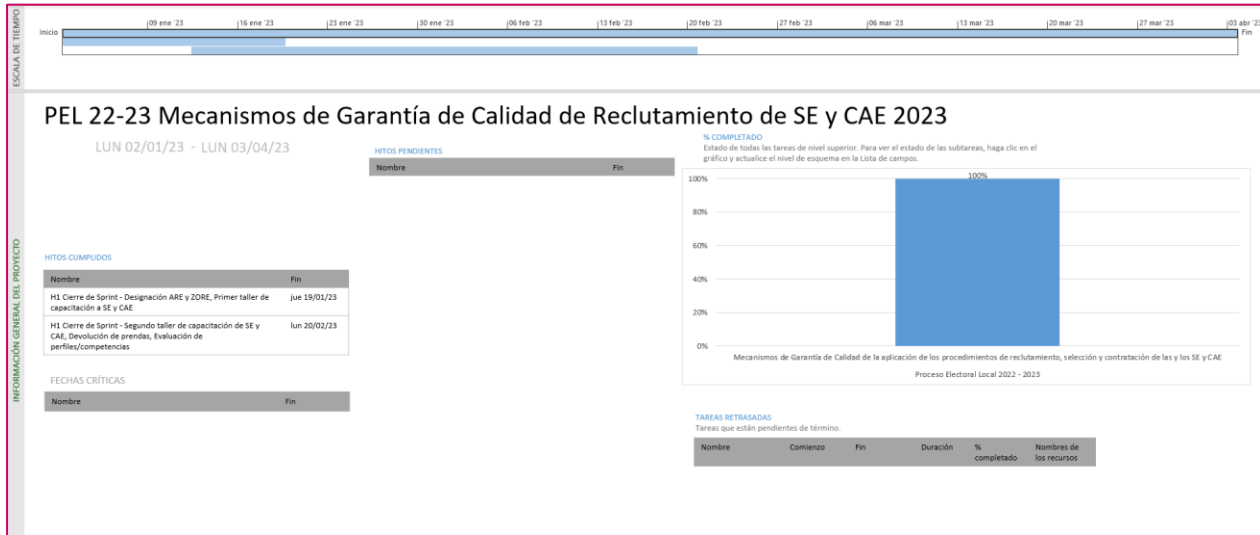 ESCALA DE TIEMPO
|09 ene '23 |16 ene '23 |23 ene '23 |30 ene '23 |06 feb '23 |13 feb '23 |20 feb '23 |27 feb '23 |06 mar '23 |13 mar '23 |20 mar '23 |27 mar '23 |03 abr '23
Inicio
Fin
INFORMACIÓN GENERAL DEL PROYECTO
PEL 22-23 Mecanismos de Garantía de Calidad de Reclutamiento de SE y CAE 2023
LUN 02/01/23 - LUN 03/04/23
HITOS PENDIENTES
Nombre Fin
HITOS CUMPLIDOS
Nombre Fin
H1 Cierre de Sprint - Designación ARE y ZORE, Primer taller de jue 19/01/23
capacitación a SE y CAE
H1 Cierre de Sprint - Segundo taller de capacitación de SE y lun 20/02/23
CAE, Devolución de prendas, Evaluación de
perfiles/competencias
FECHAS CRÍTICAS
Nombre Fin
% COMPLETADO
Estado de todas las tareas de nivel superior. Para ver el estado de las subtareas, haga clic en el
gráfico y actualice el nivel de esquema en la Lista de campos.
100%
100%
80%
60%
40%
20%
0%
Mecanismos de Garantía de Calidad de la aplicación de los procedimientos de reclutamiento, selección y contratación de las y los SE y CAE
Proceso Electoral Local 2022 - 2023
TAREAS RETRASADAS
Tareas que están pendientes de término.
Nombre Comienzo Fin Duración % Nombres de
completado los recursos